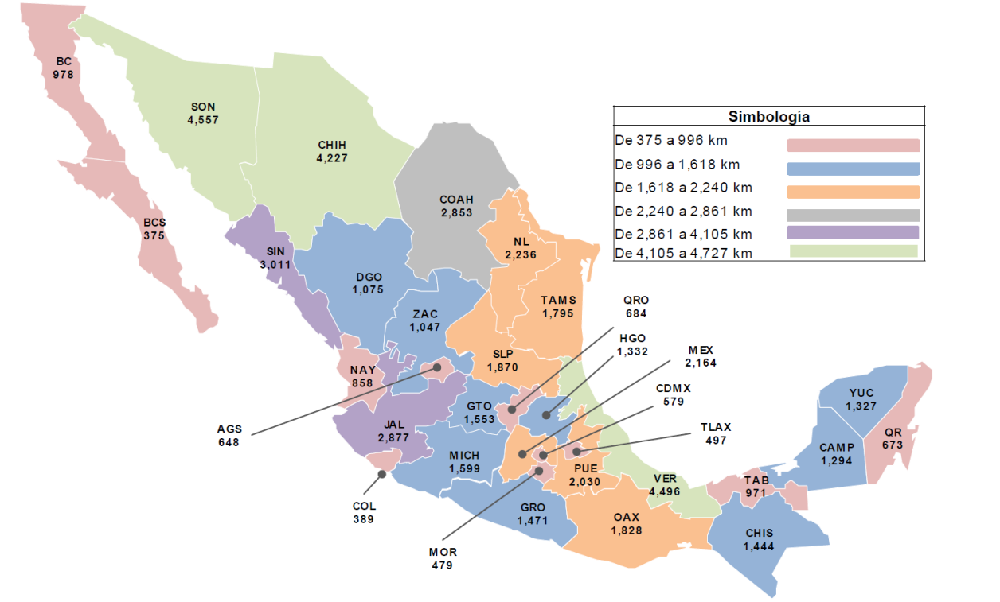 BC
978
SON
4,557
CHIH
4,227
Simbología
De 375 a 996 km
De 996 a 1,618 km
De 1,618 a 2,240 km
De 2,240 a 2,861 km
De 2,861 a 4,105 km
De 4,105 a 4,727 km
COAH
2,853
BCS
375
SIN
3,011
NL
2,236
DGO
1,075
TAMS
1,795
ZAC
1,047
QRO
684
HGO
1,332
MEX
2,164
SLP
1,870
NAY
858
CDMX
579
YUC
1,327
GTO
1,553
AGS
648
JAL
2,877
TLAX
497
QR
673
CAMP
1,294
MICH
1,599
PUE
2,030
VER
4,496
TAB
971
COL
389
GRO
1,471
OAX
1,828
CHIS
1,444
MOR
479